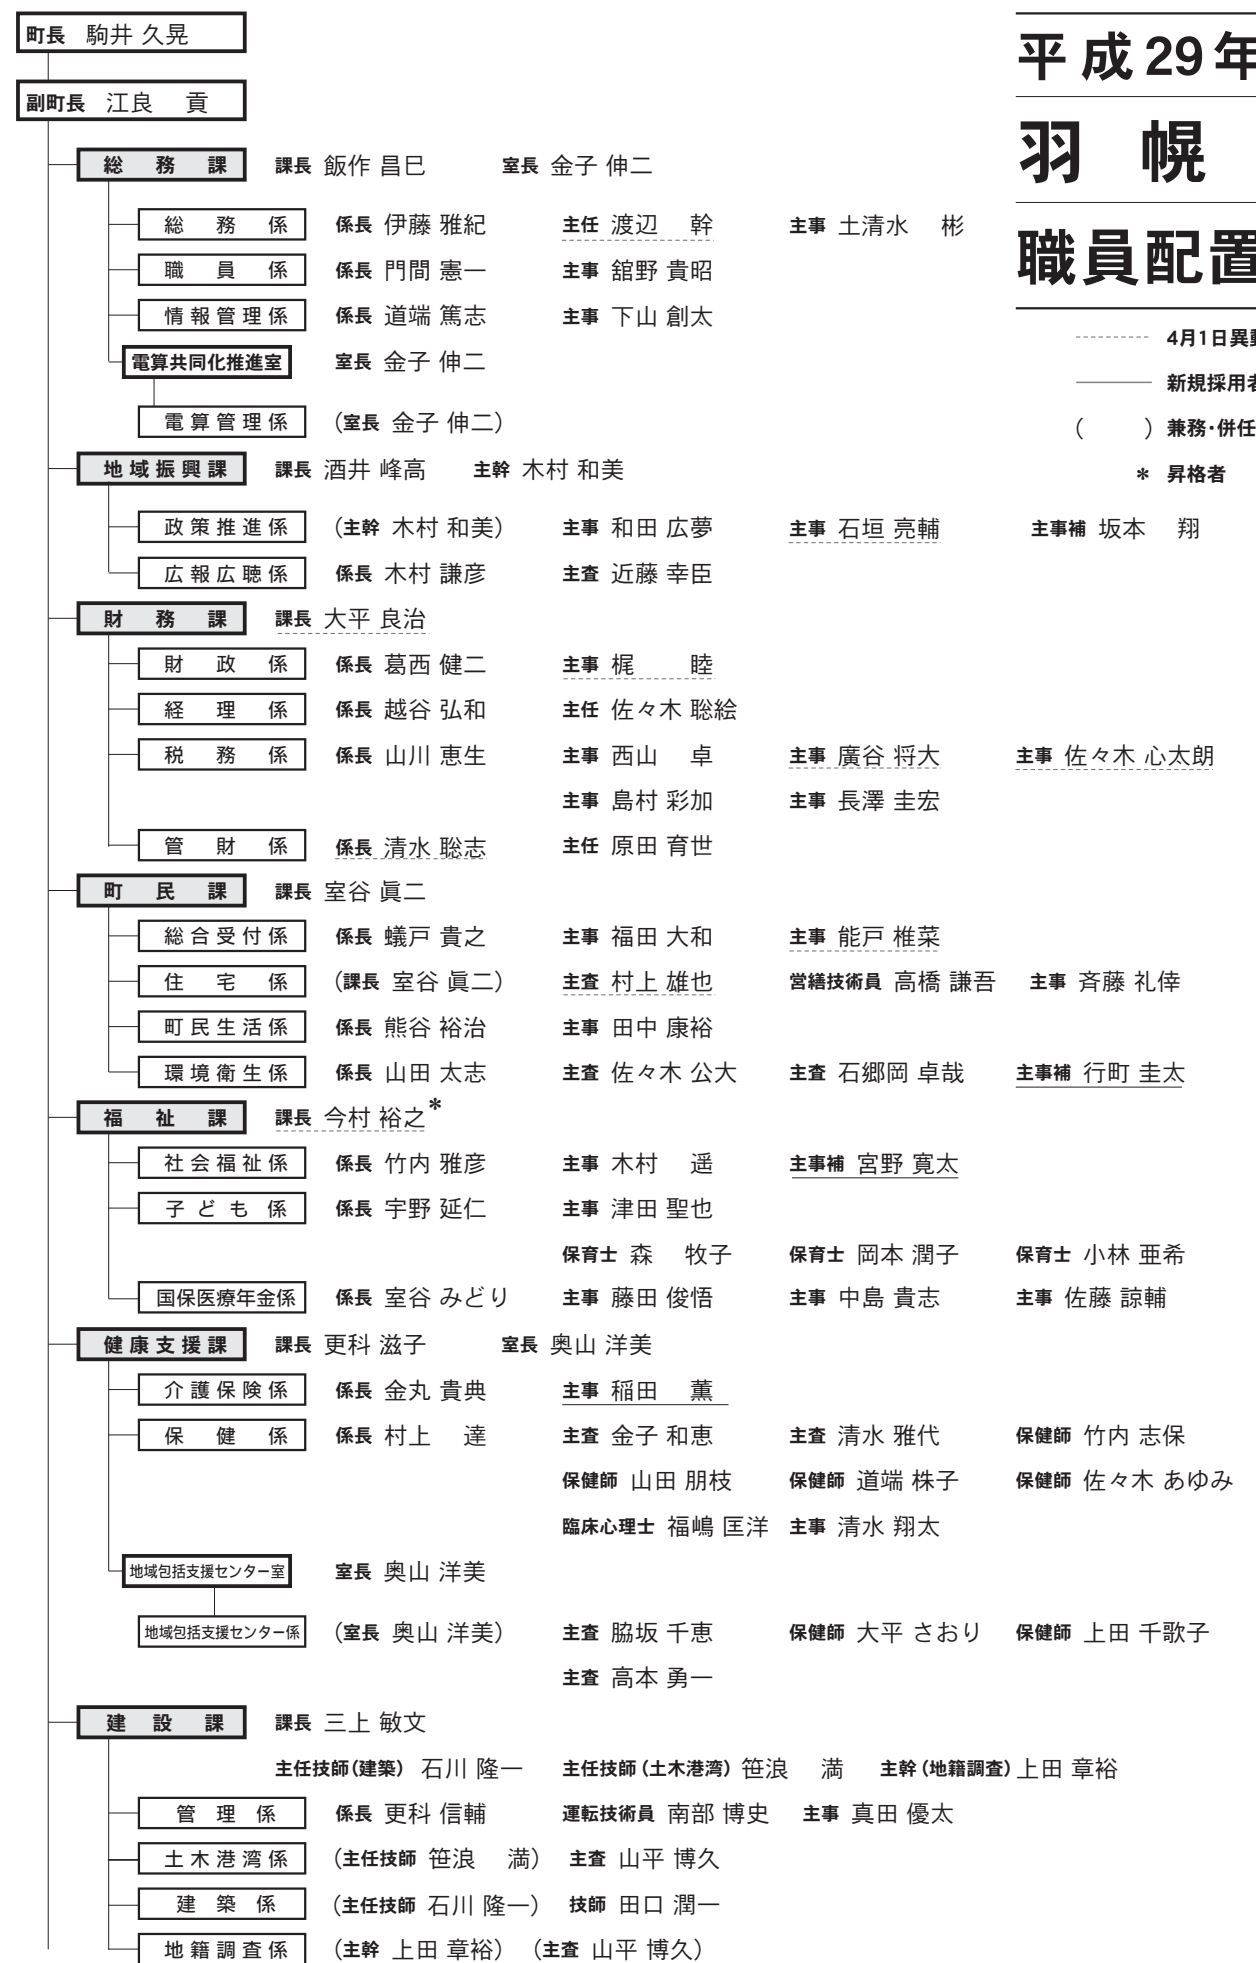 町長 駒井 久晃
副町長 江良 貢
平成29年
羽幌
職員配置
4月1日異動
新規採用者
( ) 兼務・併任
* 昇格者
総務課 課長 飯作 昌巳 室長 金子 伸二
総務係 係長 伊藤 雅紀 主任 渡辺 幹 主事 土清水 彬
職員係 係長 門間 憲一 主事 舘野 貴昭
情報管理係 係長 道端 篤志 主事 下山 創太
電算共同化推進室 室長 金子 伸二
電算管理係 (室長 金子 伸二)
地域振興課 課長 酒井 峰高 主幹 木村 和美
政策推進係 (主幹 木村 和美) 主事 和田 広夢 主事 石垣 亮輔 主事補 坂本 翔
広報広聴係 係長 木村 謙彦 主査 近藤 幸臣
財務課 課長 大平 良治
財政係 係長 葛西 健二 主事 梶 睦
経理係 係長 越谷 弘和 主任 佐々木 聡絵
税務係 係長 山川 恵生 主事 西山 卓 主事 廣谷 将大 主事 佐々木 心太朗
主事 島村 彩加 主事 長澤 圭宏
管財係 係長 清水 聡志 主任 原田 育世
町民課 課長 室谷 眞二
総合受付係 係長 蟻戸 貴之 主事 福田 大和 主事 能戸 椎菜
住宅係 (課長 室谷 眞二) 主査 村上 雄也 営繕技術員 高橋 謙吾 主事 斉藤 礼倖
町民生活係 係長 熊谷 裕治 主事 田中 康裕
環境衛生係 係長 山田 太志 主査 佐々木 公大 主査 石郷岡 卓哉 主事補 行町 圭太
福祉課 課長 今村 裕之*
社会福祉係 係長 竹内 雅彦 主事 木村 遥 主事補 宮野 寛太
子ども係 係長 宇野 延仁 主事 津田 聖也
保育士 森 牧子 保育士 岡本 潤子 保育士 小林 亜希
国保医療年金係 係長 室谷 みどり 主事 藤田 俊悟 主事 中島 貴志 主事 佐藤 諒輔
健康支援課 課長 更科 滋子 室長 奥山 洋美
介護保険係 係長 金丸 貴典 主事 稲田 薫
保健係 係長 村上 達 主査 金子 和恵 主査 清水 雅代 保健師 竹内 志保
保健師 山田 朋枝 保健師 道端 株子 保健師 佐々木 あゆみ
臨床心理士 福嶋 匡洋 主事 清水 翔太
地域包括支援センター室 室長 奥山 洋美
地域包括支援センター係 (室長 奥山 洋美) 主査 脇坂 千恵 保健師 大平 さおり 保健師 上田 千歌子
主査 高本 勇一
建設課 課長 三上 敏文
主任技師(建築) 石川 隆一 主任技師(土木港湾) 笹浪 満 主幹(地籍調査) 上田 章裕
管理係 係長 更科 信輔 運転技術員 南部 博史 主事 真田 優太
土木港湾係 (主任技師 笹浪 満) 主査 山平 博久
建築係 (主任技師 石川 隆一) 技師 田口 潤一
地籍調査係 (主幹 上田 章裕) (主査 山平 博久)